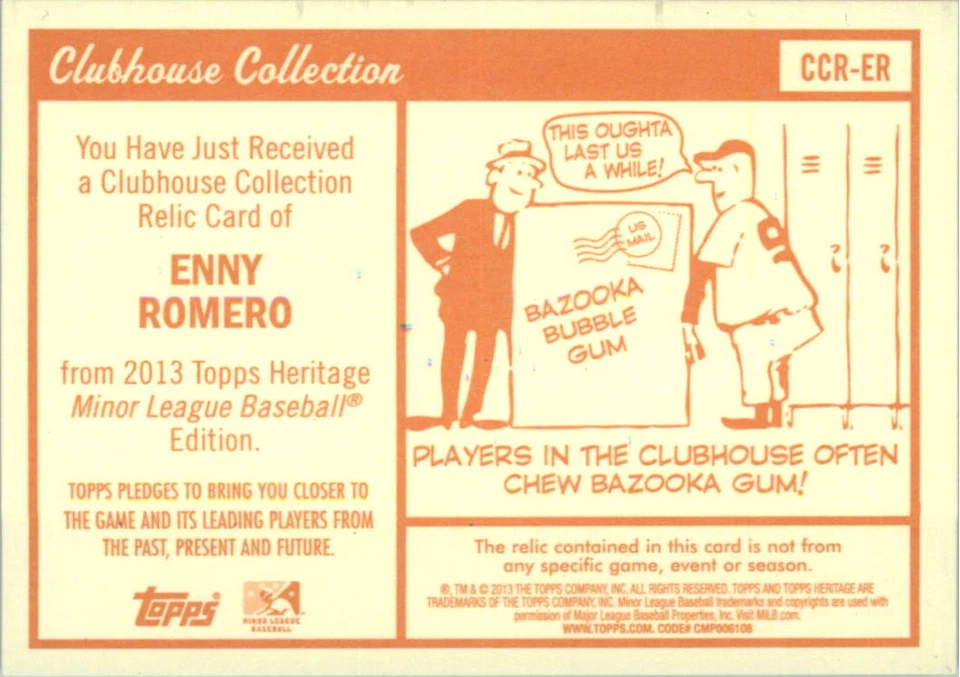 Clubhouse Collection
CCR-ER
You Have Just Received
a Clubhouse Collection
Relic Card of
ENNY
ROMERO
from 2013 Topps Heritage
Minor League Baseball®
Edition.
TOPPS PLEDGES TO BRING YOU CLOSER TO
THE GAME AND ITS LEADING PLAYERS FROM
THE PAST, PRESENT AND FUTURE.
TOPPS®
MINOR LEAGUE
BASEBALL
THIS OUGHTA
LAST US
A WHILE!
US
MAIL
BAZOOKA
BUBBLE
GUM
PLAYERS IN THE CLUBHOUSE OFTEN
CHEW BAZOOKA GUM!
The relic contained in this card is not from
any specific game, event or season.
®, TM & © 2013 THE TOPPS COMPANY, INC. ALL RIGHTS RESERVED. TOPPS AND TOPPS HERITAGE ARE
TRADEMARKS OF THE TOPPS COMPANY, INC. Minor League Baseball trademarks and copyrights are used with
permission of Major League Baseball Properties, Inc. Visit MiLB.com.
WWW.TOPPS.COM. CODE# CMP006108